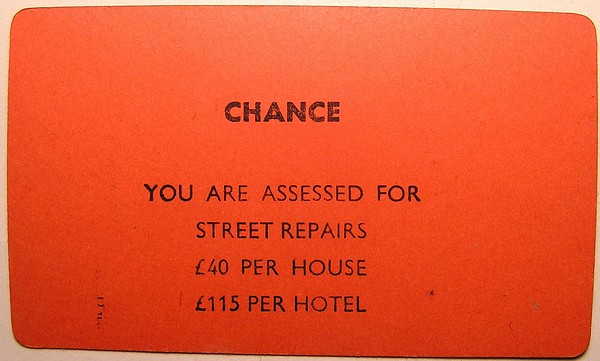 CHANCE
YOU ARE ASSESSED FOR
STREET REPAIRS
£40 PER HOUSE
£115 PER HOTEL